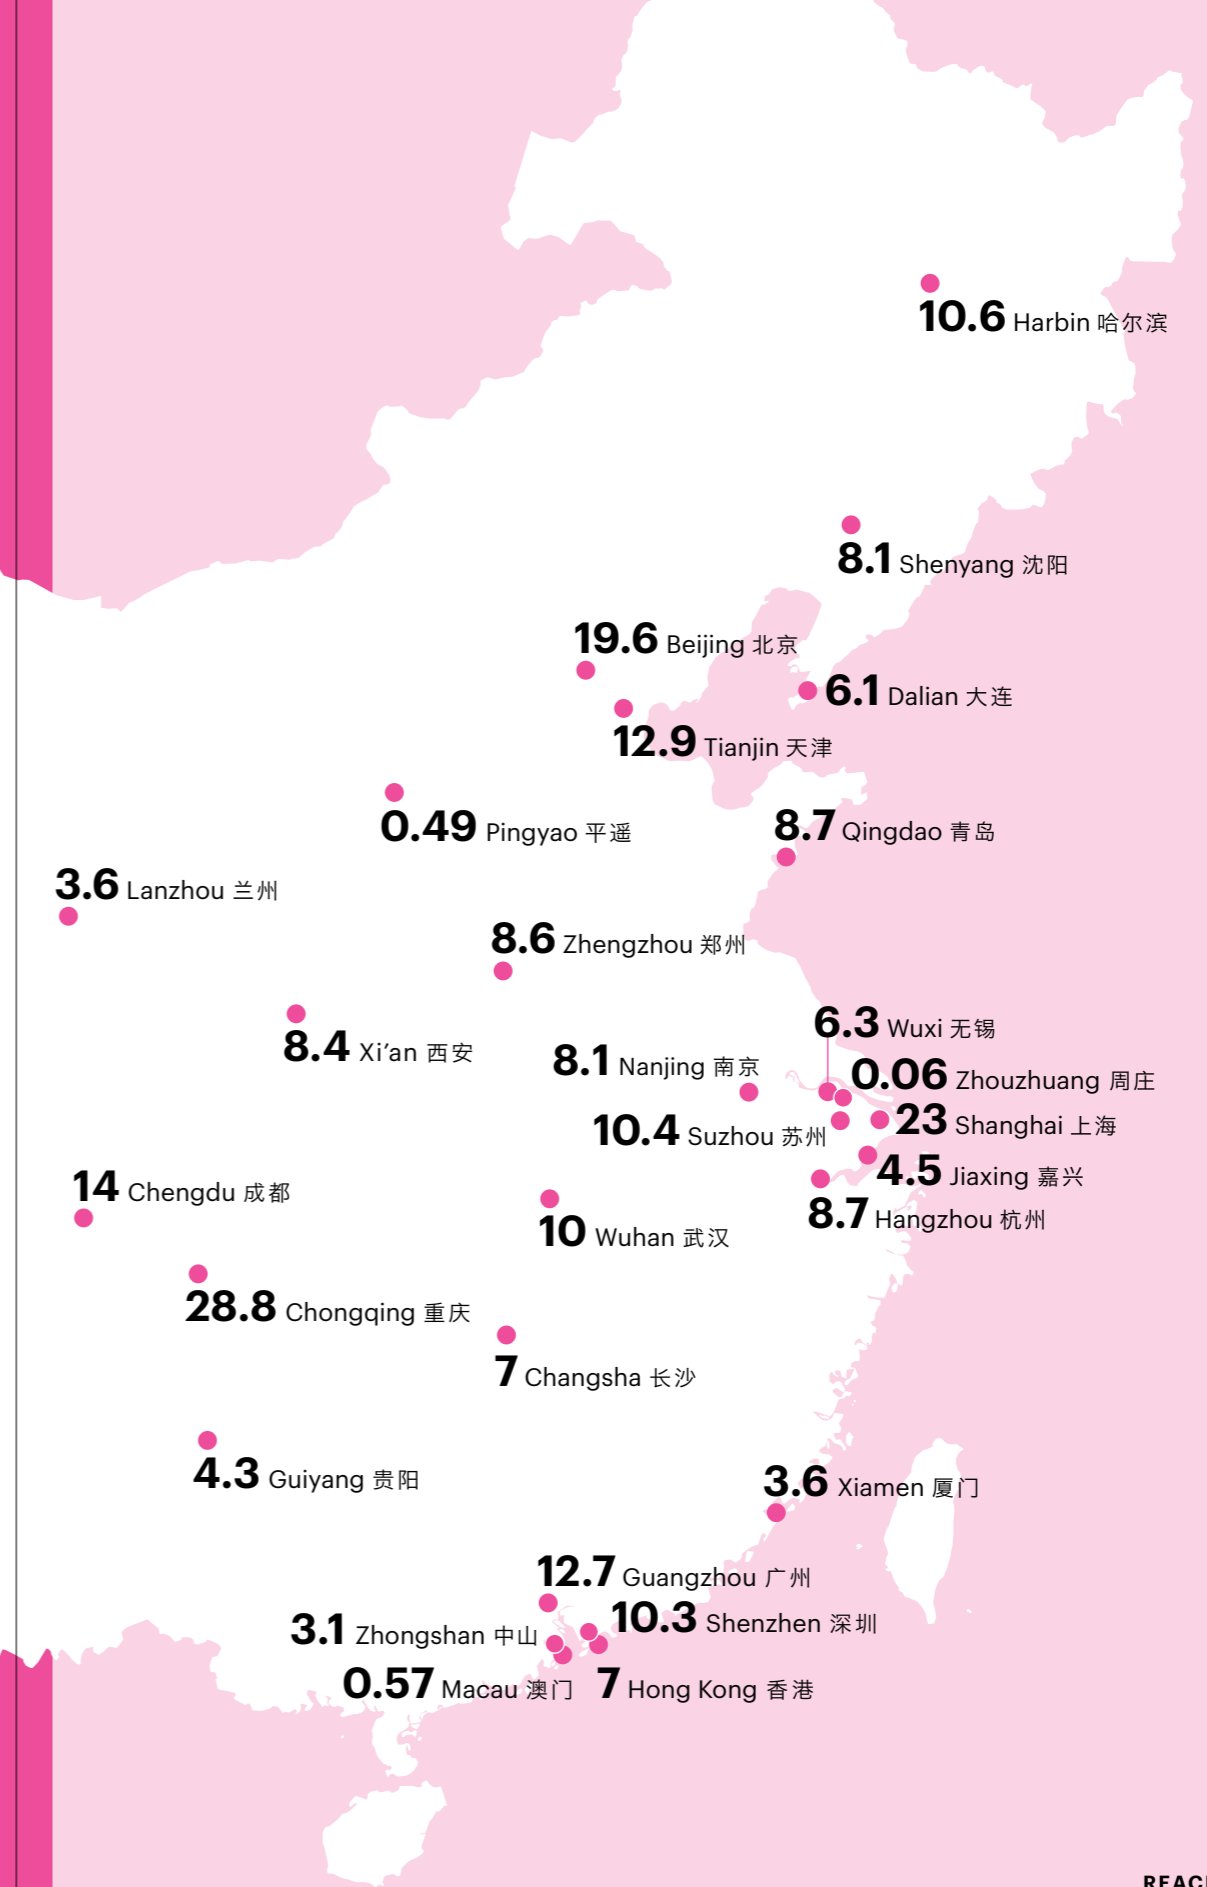 10.6 Harbin 哈尔滨
8.1 Shenyang 沈阳
19.6 Beijing 北京
6.1 Dalian 大连
12.9 Tianjin 天津
0.49 Pingyao 平遥
8.7 Qingdao 青岛
3.6 Lanzhou 兰州
8.6 Zhengzhou 郑州
8.4 Xi’an 西安
6.3 Wuxi 无锡
8.1 Nanjing 南京
0.06 Zhouzhuang 周庄
10.4 Suzhou 苏州
23 Shanghai 上海
4.5 Jiaxing 嘉兴
14 Chengdu 成都
8.7 Hangzhou 杭州
10 Wuhan 武汉
28.8 Chongqing 重庆
7 Changsha 长沙
4.3 Guiyang 贵阳
3.6 Xiamen 厦门
12.7 Guangzhou 广州
10.3 Shenzhen 深圳
3.1 Zhongshan 中山
0.57 Macau 澳门
7 Hong Kong 香港